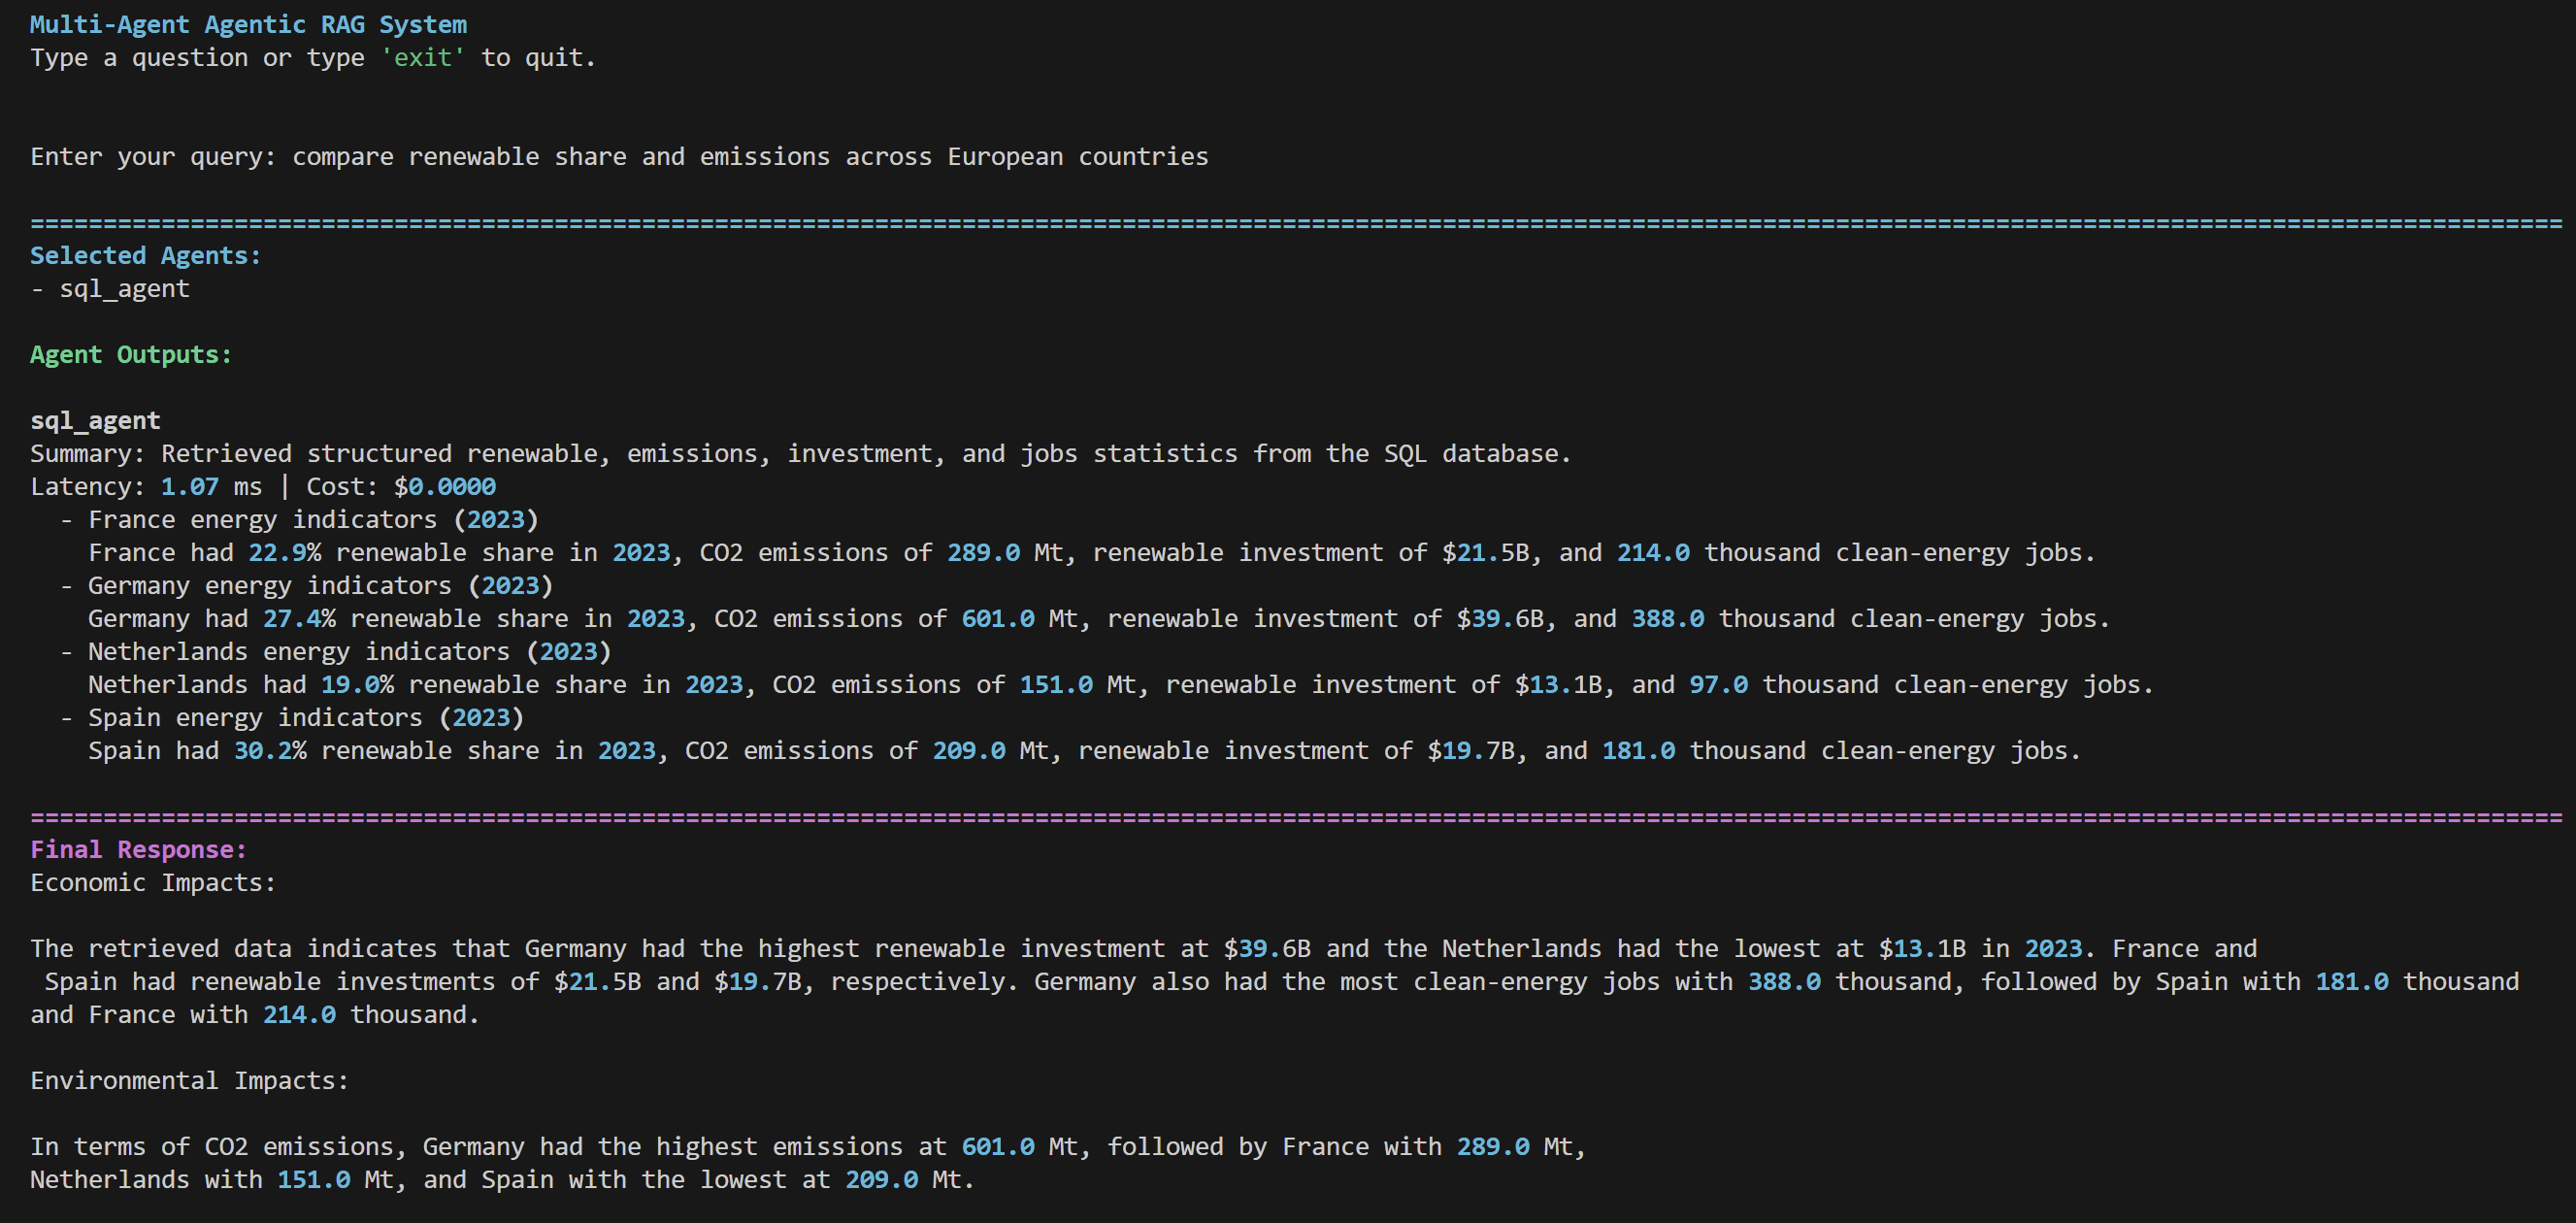 Multi-Agent Agentic RAG System
Type a question or type 'exit' to quit.
Enter your query: compare renewable share and emissions across European countries
==============================================================================================================================================================================
Selected Agents:
- sql_agent
Agent Outputs:
sql_agent
Summary: Retrieved structured renewable, emissions, investment, and jobs statistics from the SQL database.
Latency: 1.07 ms | Cost: $0.0000
- France energy indicators (2023)
France had 22.9% renewable share in 2023, CO2 emissions of 289.0 Mt, renewable investment of $21.5B, and 214.0 thousand clean-energy jobs.
- Germany energy indicators (2023)
Germany had 27.4% renewable share in 2023, CO2 emissions of 601.0 Mt, renewable investment of $39.6B, and 388.0 thousand clean-energy jobs.
- Netherlands energy indicators (2023)
Netherlands had 19.0% renewable share in 2023, CO2 emissions of 151.0 Mt, renewable investment of $13.1B, and 97.0 thousand clean-energy jobs.
- Spain energy indicators (2023)
Spain had 30.2% renewable share in 2023, CO2 emissions of 209.0 Mt, renewable investment of $19.7B, and 181.0 thousand clean-energy jobs.
==============================================================================================================================================================================
Final Response:
Economic Impacts:
The retrieved data indicates that Germany had the highest renewable investment at $39.6B and the Netherlands had the lowest at $13.1B in 2023. France and
Spain had renewable investments of $21.5B and $19.7B, respectively. Germany also had the most clean-energy jobs with 388.0 thousand, followed by Spain with 181.0 thousand
and France with 214.0 thousand.
Environmental Impacts:
In terms of CO2 emissions, Germany had the highest emissions at 601.0 Mt, followed by France with 289.0 Mt,
Netherlands with 151.0 Mt, and Spain with the lowest at 209.0 Mt.